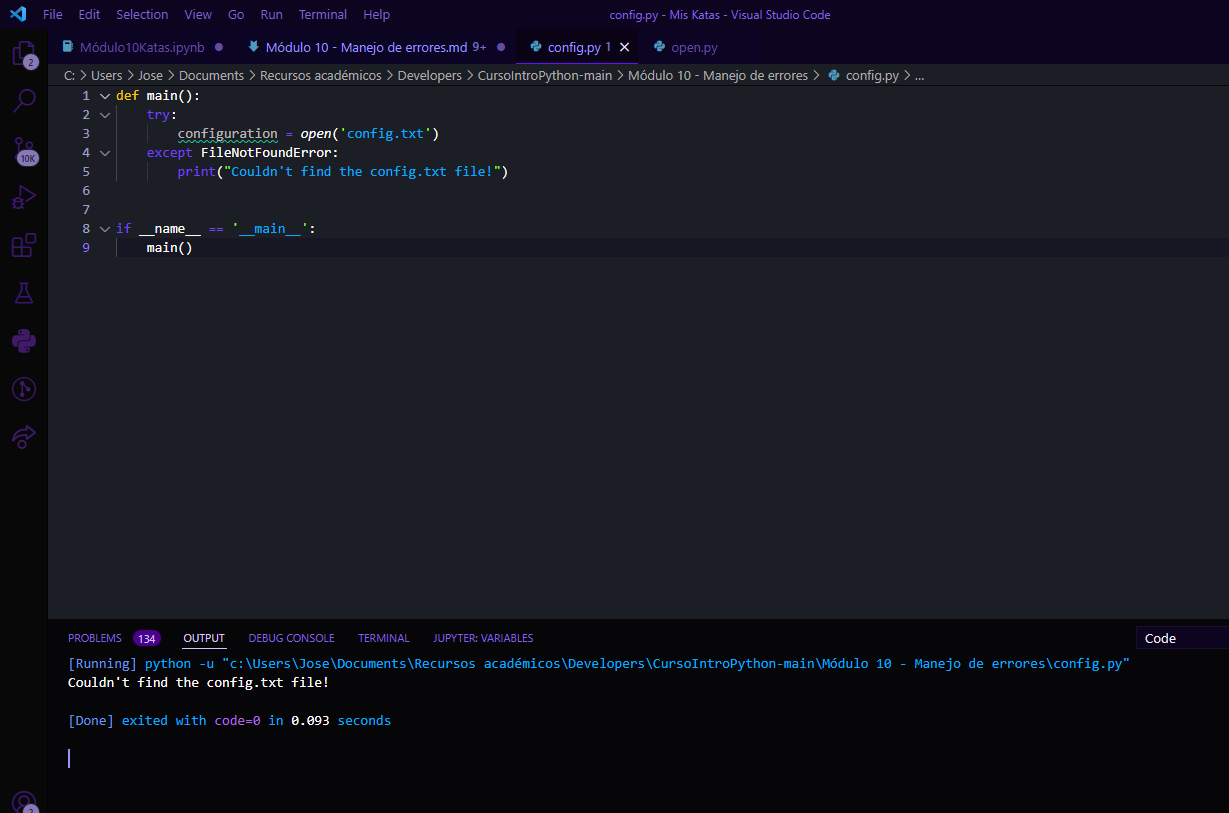 File Edit Selection View Go Run Terminal Help config.py - Mis Katas - Visual Studio Code
Módulo10Katas.ipynb Módulo 10 - Manejo de errores.md 9+ config.py 1 open.py
C: > Users > Jose > Documents > Recursos académicos > Developers > CursoIntroPython-main > Módulo 10 - Manejo de errores > config.py > ...
2
10K
1 def main():
2     try:
3         configuration = open('config.txt')
4     except FileNotFoundError:
5         print("Couldn't find the config.txt file!")
6
7
8 if __name__ == '__main__':
9     main()
PROBLEMS 134 OUTPUT DEBUG CONSOLE TERMINAL JUPYTER: VARIABLES Code
[Running] python -u "c:\Users\Jose\Documents\Recursos académicos\Developers\CursoIntroPython-main\Módulo 10 - Manejo de errores\config.py"
Couldn't find the config.txt file!
[Done] exited with code=0 in 0.093 seconds